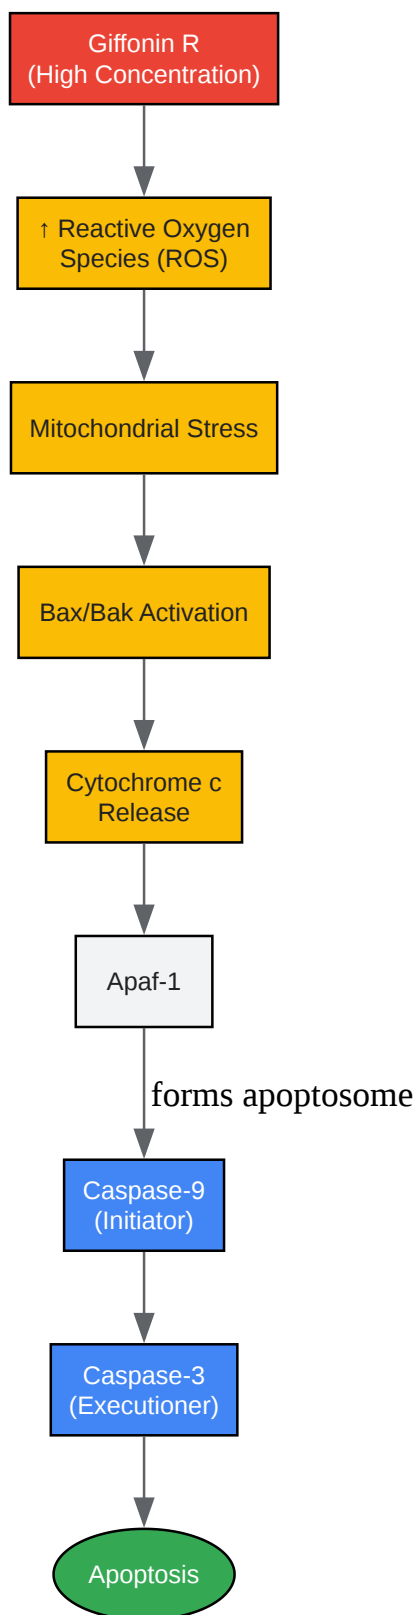 Giffonin R
(High Concentration)
↑ Reactive Oxygen
Species (ROS)
Mitochondrial Stress
Bax/Bak Activation
Cytochrome c
Release
Apaf-1
forms apoptosome
Caspase-9
(Initiator)
Caspase-3
(Executioner)
Apoptosis